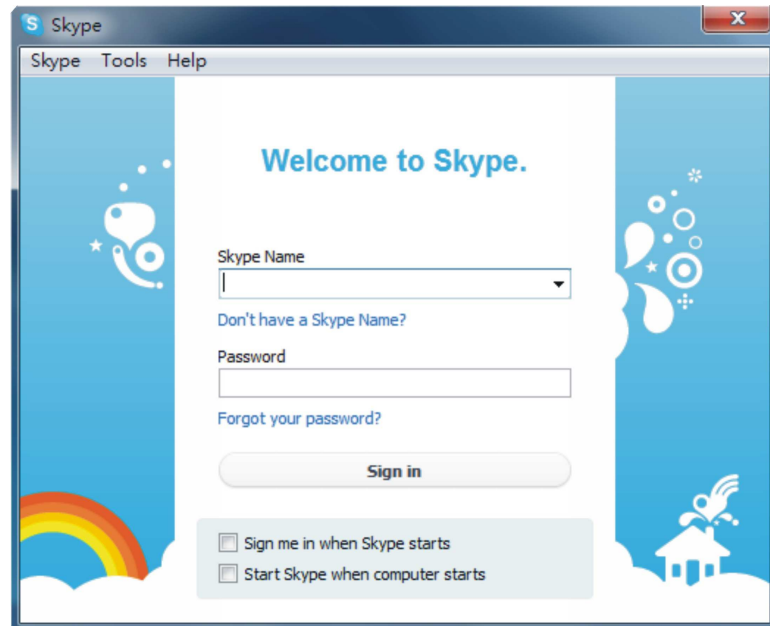 Skype
Skype Tools Help
Welcome to Skype.
Skype Name
Don't have a Skype Name?
Password
Forgot your password?
Sign in
Sign me in when Skype starts
Start Skype when computer starts